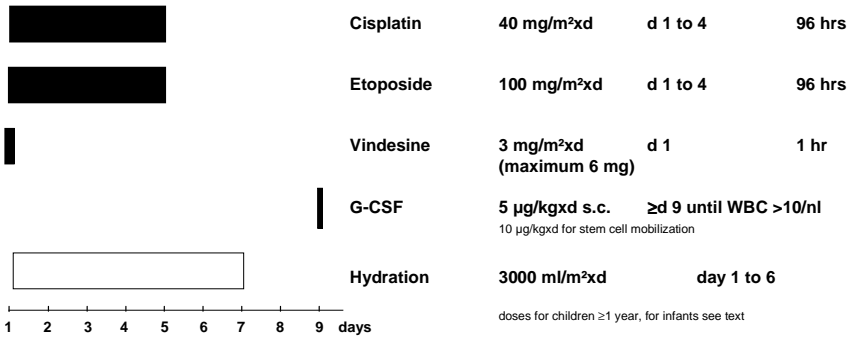 Cisplatin 40 mg/m²xd d 1 to 4 96 hrs
Etoposide 100 mg/m²xd d 1 to 4 96 hrs
Vindesine 3 mg/m²xd d 1 1 hr
(maximum 6 mg)
G-CSF 5 µg/kgxd s.c. ≥d 9 until WBC >10/nl
10 µg/kgxd for stem cell mobilization
Hydration 3000 ml/m²xd day 1 to 6
doses for children ≥1 year, for infants see text
1 2 3 4 5 6 7 8 9 days